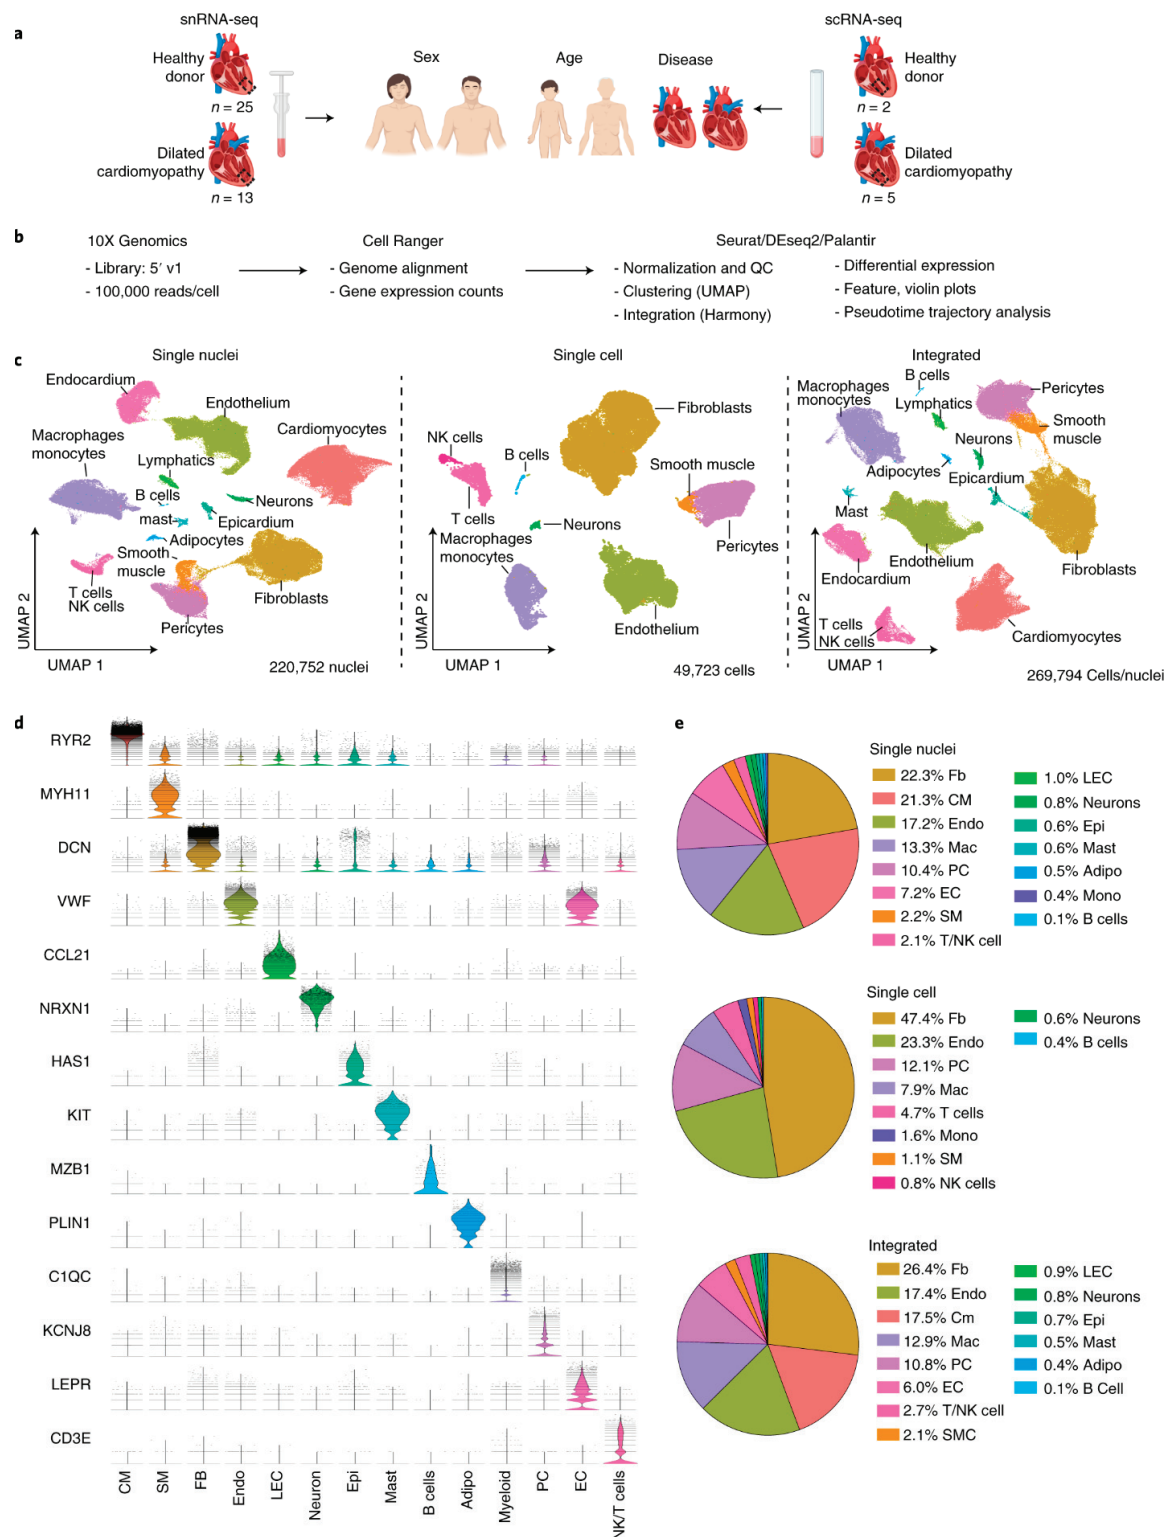 a
snRNA-seq
Healthy
donor
n = 25
Dilated
cardiomyopathy
n = 13
Sex
Age
Disease
scRNA-seq
Healthy
donor
n = 2
Dilated
cardiomyopathy
n = 5
b
10X Genomics
- Library: 5′ v1
- 100,000 reads/cell
Cell Ranger
- Genome alignment
- Gene expression counts
Seurat/DEseq2/Palantir
- Normalization and QC
- Clustering (UMAP)
- Integration (Harmony)
- Differential expression
- Feature, violin plots
- Pseudotime trajectory analysis
c
Single nuclei
Endocardium
Endothelium
Cardiomyocytes
Macrophages
monocytes
Lymphatics
B cells
Neurons
mast
Epicardium
Adipocytes
Smooth
muscle
T cells
NK cells
Fibroblasts
Pericytes
UMAP 2
UMAP 1
220,752 nuclei
Single cell
Fibroblasts
NK cells
B cells
Smooth muscle
T cells
Neurons
Macrophages
monocytes
Pericytes
Endothelium
UMAP 2
UMAP 1
49,723 cells
Integrated
B cells
Macrophages
monocytes
Pericytes
Lymphatics
Smooth
muscle
Neurons
Adipocytes
Epicardium
Mast
Endothelium
Fibroblasts
Endocardium
T cells
NK cells
Cardiomyocytes
UMAP 2
UMAP 1
269,794 Cells/nuclei
d
RYR2
MYH11
DCN
VWF
CCL21
NRXN1
HAS1
KIT
MZB1
PLIN1
C1QC
KCNJ8
LEPR
CD3E
CM
SM
FB
Endo
LEC
Neuron
Epi
Mast
B cells
Adipo
Myeloid
PC
EC
NK/T cells
e
Single nuclei
22.3% Fb
21.3% CM
17.2% Endo
13.3% Mac
10.4% PC
7.2% EC
2.2% SM
2.1% T/NK cell
1.0% LEC
0.8% Neurons
0.6% Epi
0.6% Mast
0.5% Adipo
0.4% Mono
0.1% B cells
Single cell
47.4% Fb
23.3% Endo
12.1% PC
7.9% Mac
4.7% T cells
1.6% Mono
1.1% SM
0.8% NK cells
0.6% Neurons
0.4% B cells
Integrated
26.4% Fb
17.4% Endo
17.5% Cm
12.9% Mac
10.8% PC
6.0% EC
2.7% T/NK cell
2.1% SMC
0.9% LEC
0.8% Neurons
0.7% Epi
0.5% Mast
0.4% Adipo
0.1% B Cell